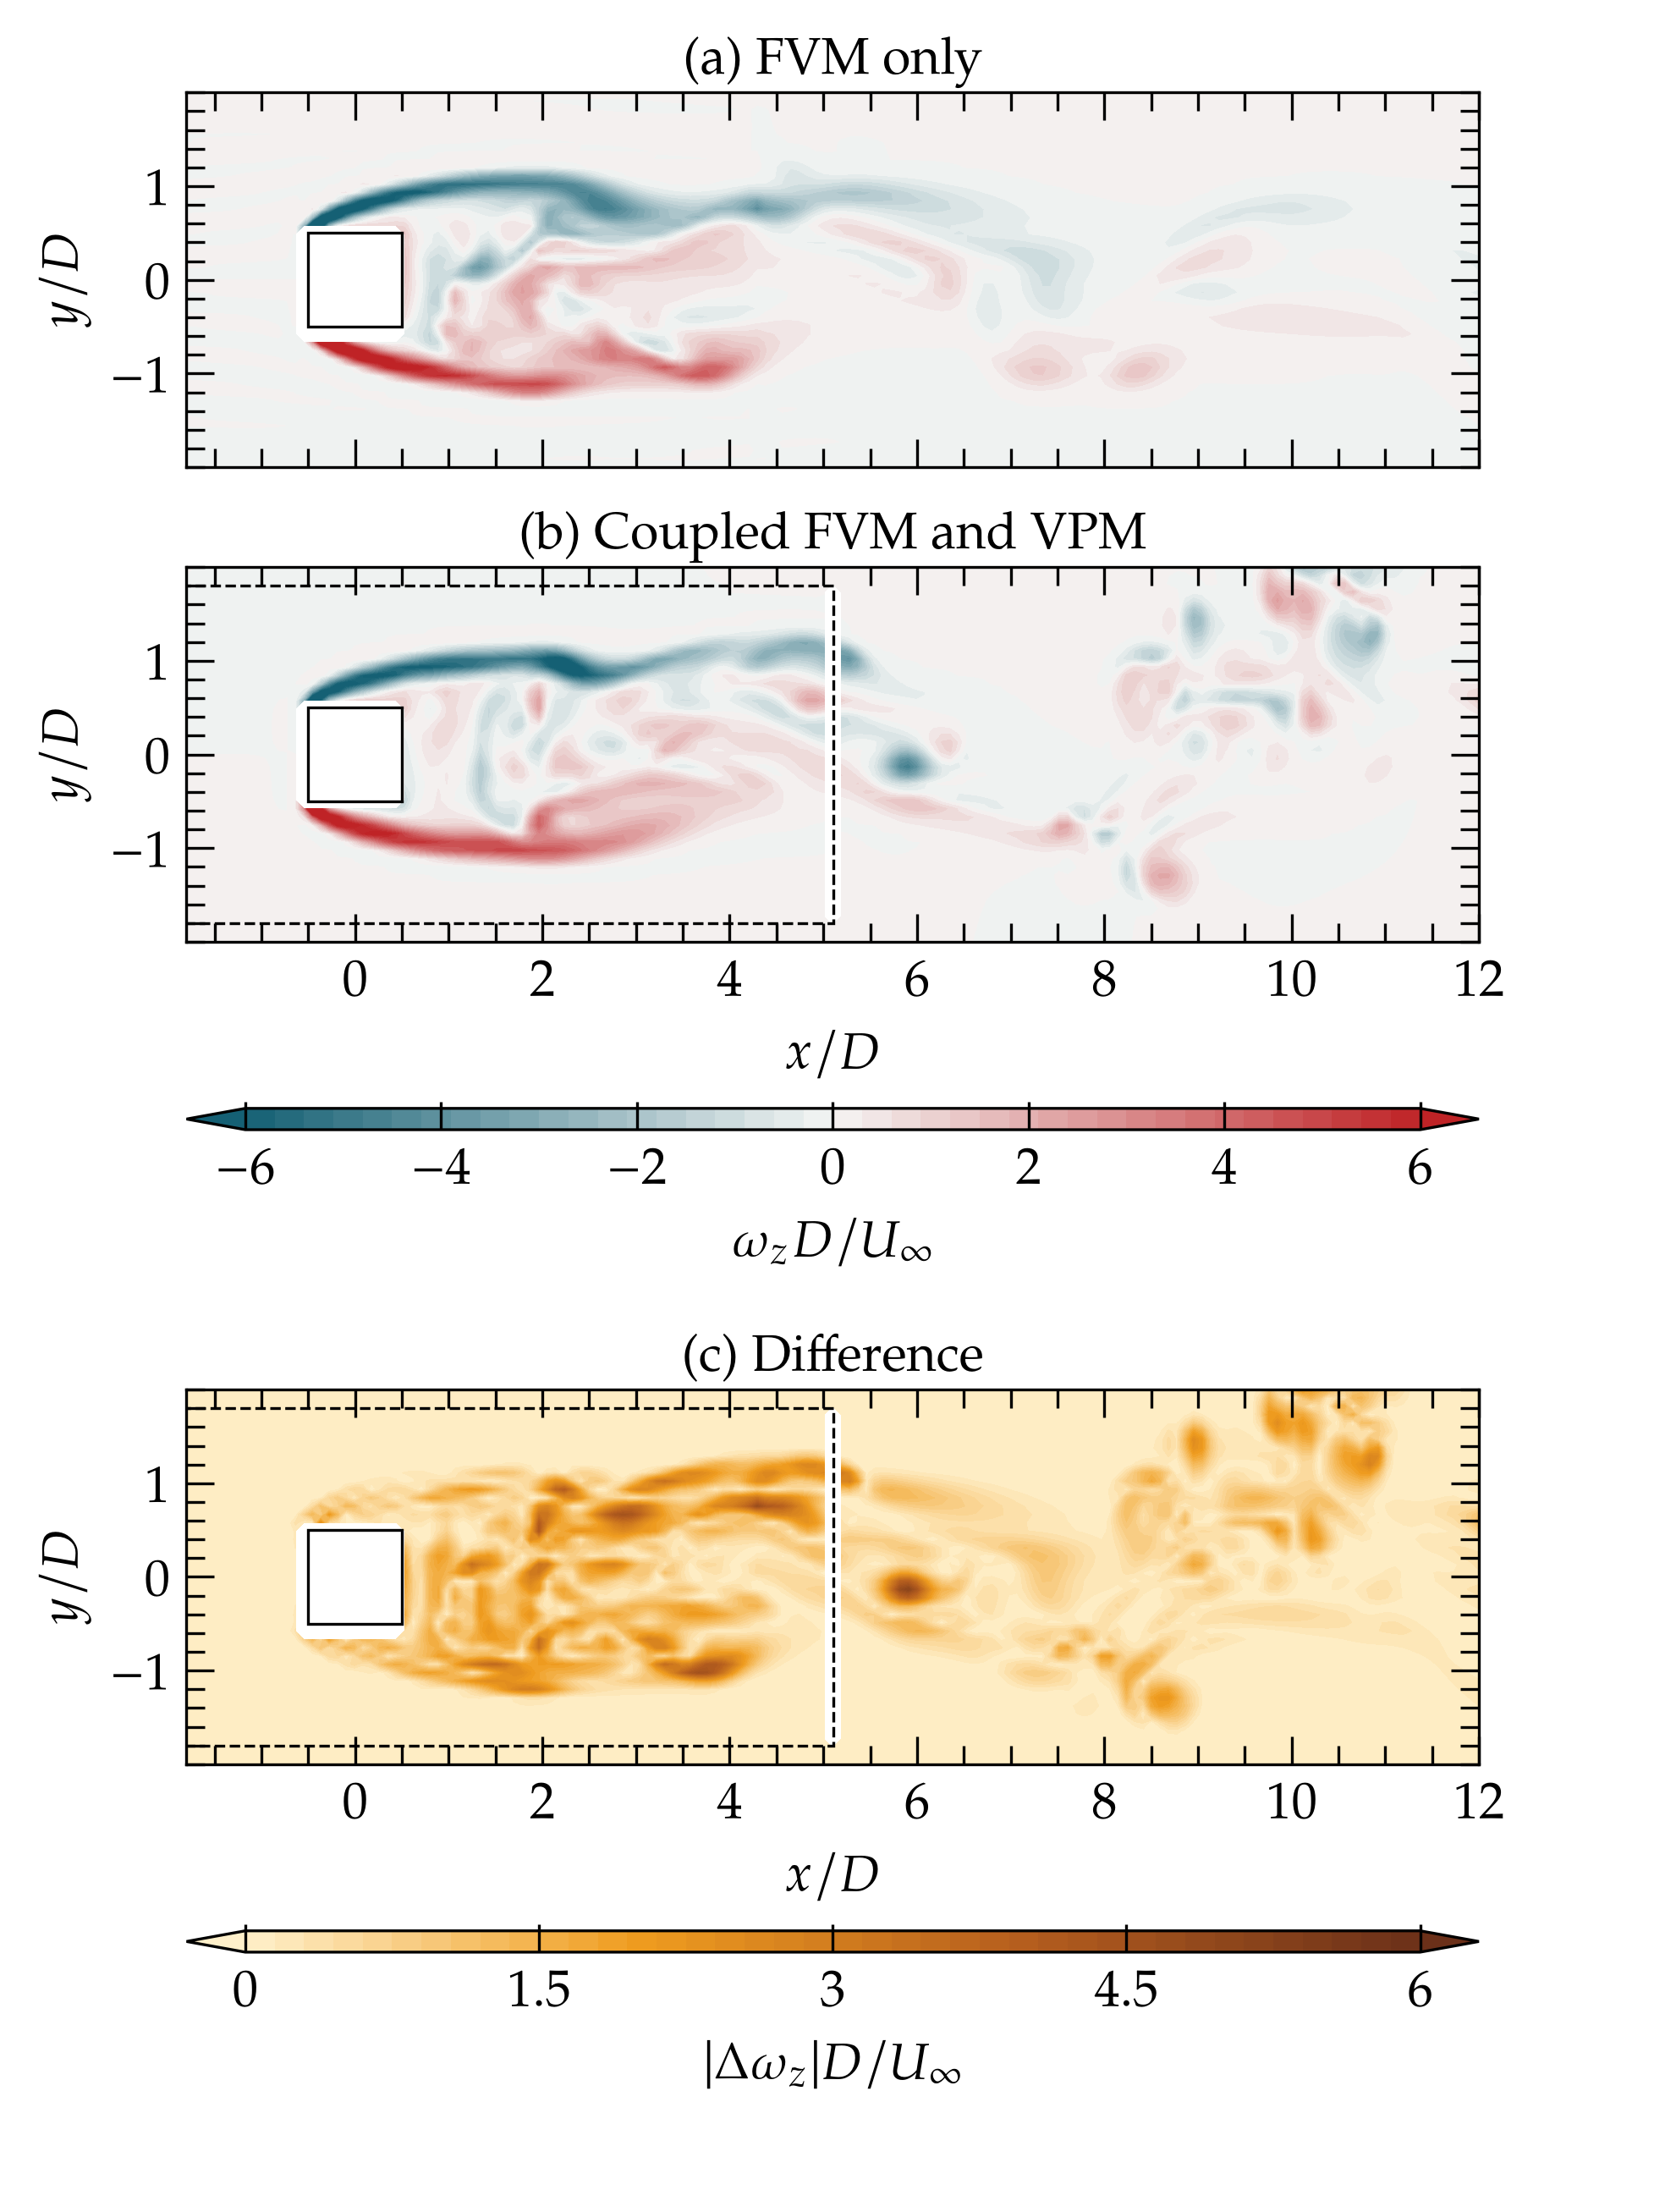 (a) FVM only
1
0
−1
y/D
(b) Coupled FVM and VPM
1
0
−1
y/D
0 2 4 6 8 10 12
x/D
−6 −4 −2 0 2 4 6
ω_z D/U_∞
(c) Difference
1
0
−1
y/D
0 2 4 6 8 10 12
x/D
0 1.5 3 4.5 6
|Δω_z|D/U_∞